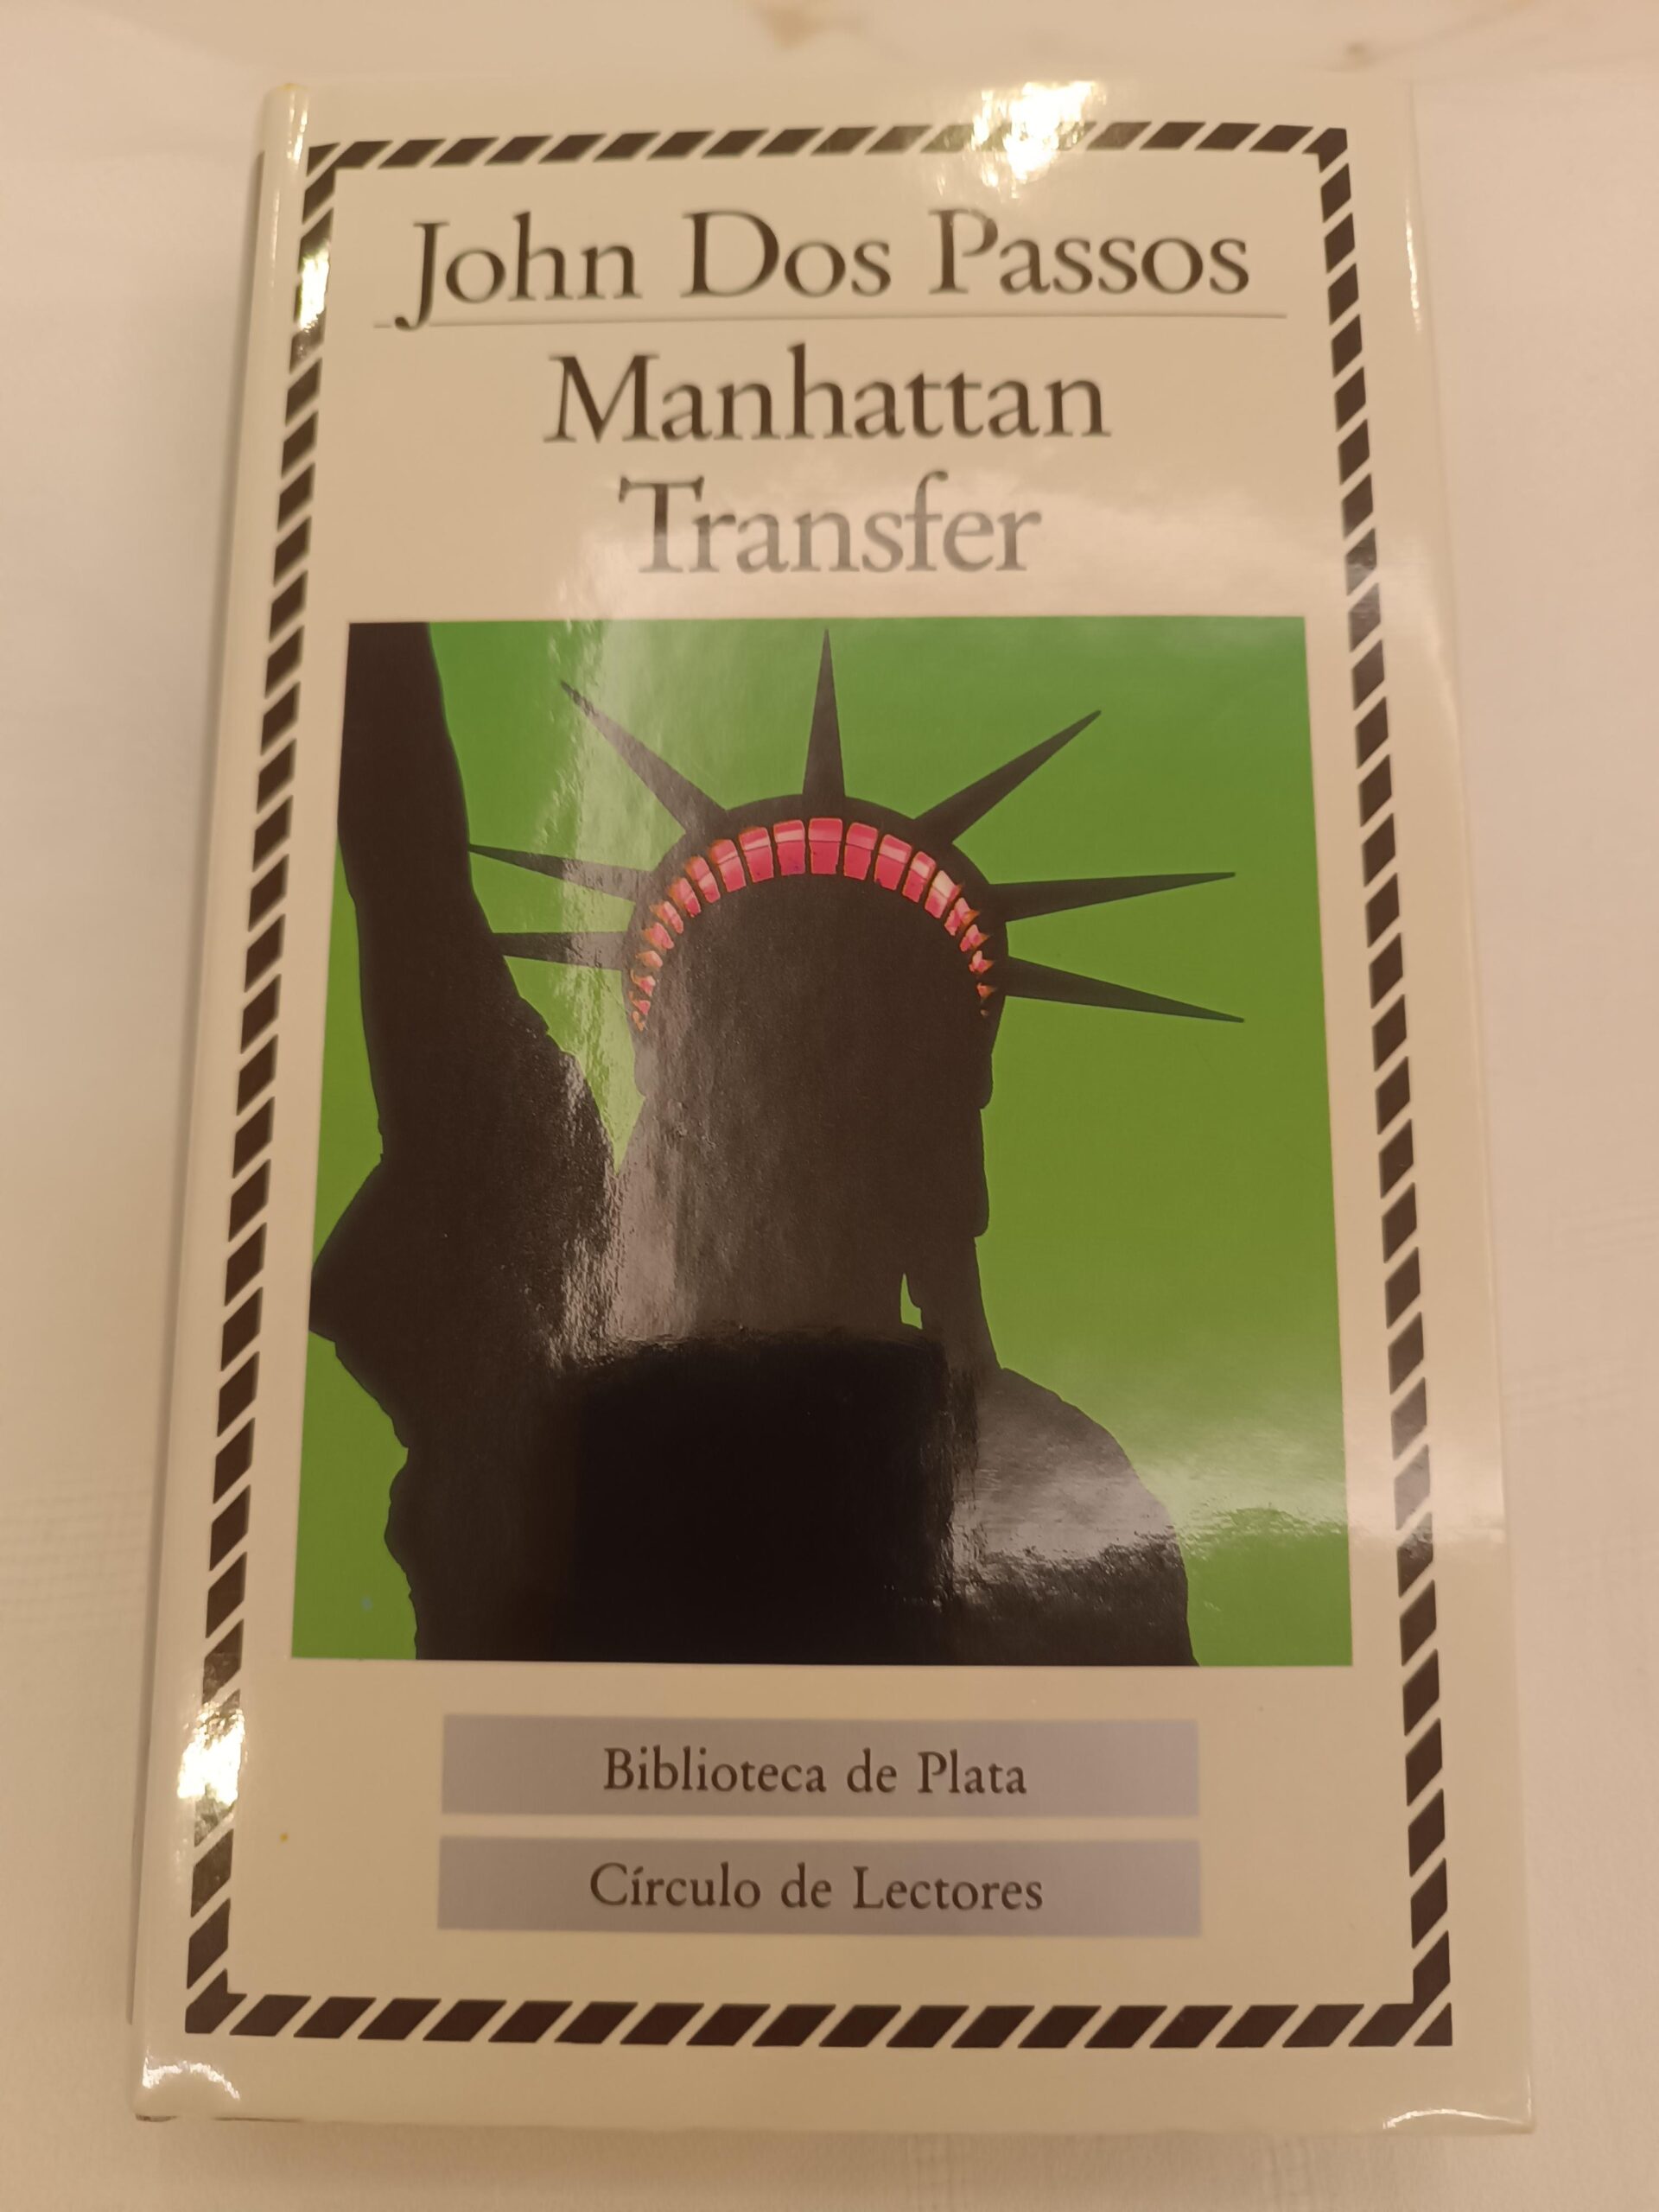 John Dos Passos
Manhattan
Transfer
Biblioteca de Plata
Círculo de Lectores